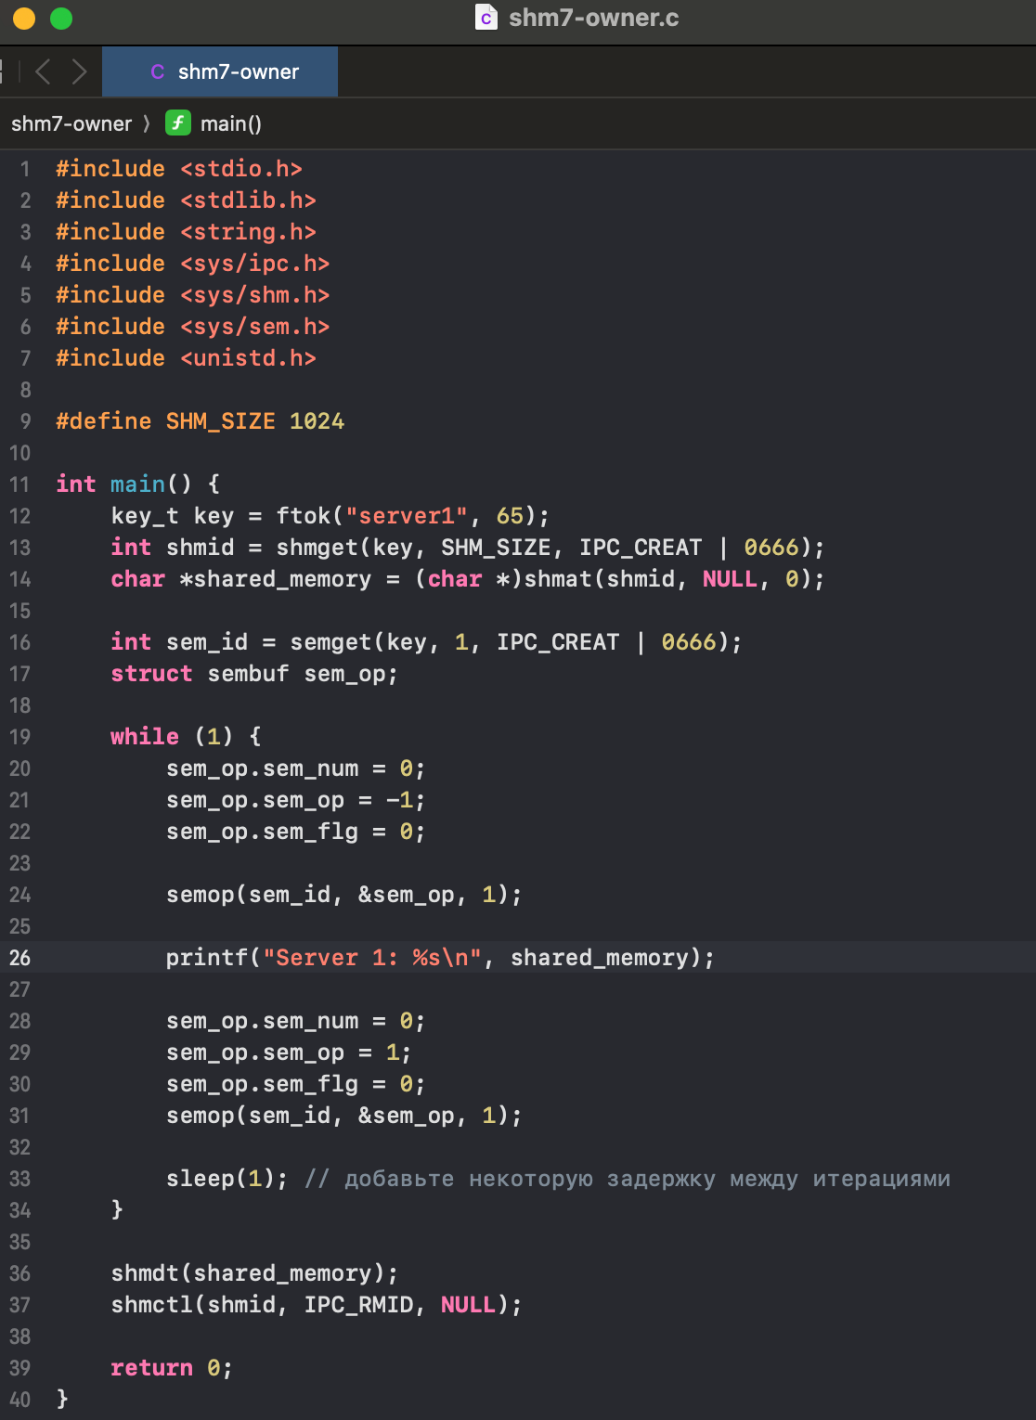 shm7-owner.c
C shm7-owner
shm7-owner 〉 f main()
1 #include <stdio.h>
2 #include <stdlib.h>
3 #include <string.h>
4 #include <sys/ipc.h>
5 #include <sys/shm.h>
6 #include <sys/sem.h>
7 #include <unistd.h>
8
9 #define SHM_SIZE 1024
10
11 int main() {
12     key_t key = ftok("server1", 65);
13     int shmid = shmget(key, SHM_SIZE, IPC_CREAT | 0666);
14     char *shared_memory = (char *)shmat(shmid, NULL, 0);
15
16     int sem_id = semget(key, 1, IPC_CREAT | 0666);
17     struct sembuf sem_op;
18
19     while (1) {
20         sem_op.sem_num = 0;
21         sem_op.sem_op = -1;
22         sem_op.sem_flg = 0;
23
24         semop(sem_id, &sem_op, 1);
25
26         printf("Server 1: %s\n", shared_memory);
27
28         sem_op.sem_num = 0;
29         sem_op.sem_op = 1;
30         sem_op.sem_flg = 0;
31         semop(sem_id, &sem_op, 1);
32
33         sleep(1); // добавьте некоторую задержку между итерациями
34     }
35
36     shmdt(shared_memory);
37     shmctl(shmid, IPC_RMID, NULL);
38
39     return 0;
40 }